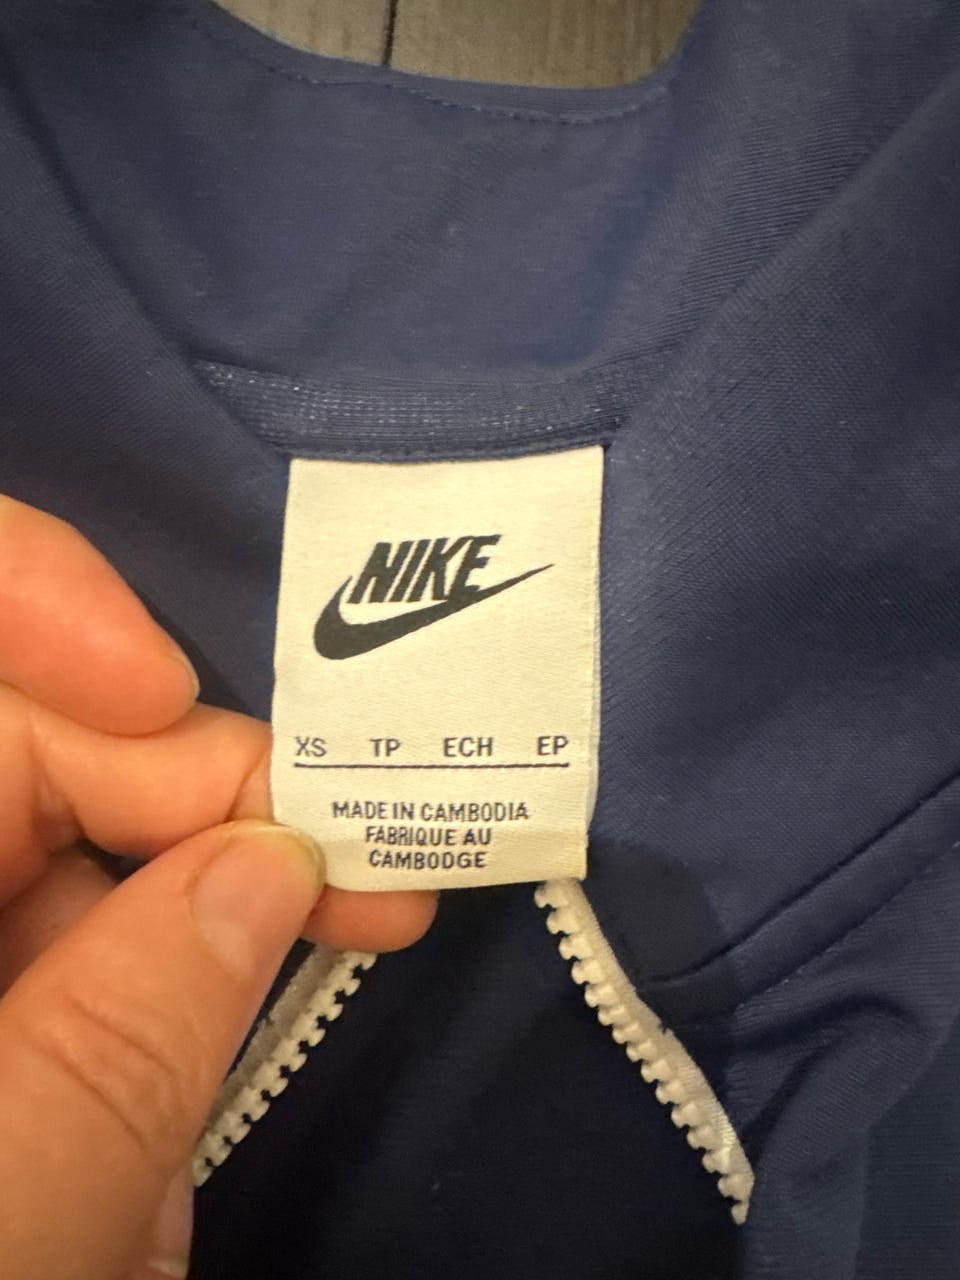 NIKE
XS TP ECH EP
MADE IN CAMBODIA
FABRIQUE AU
CAMBODGE